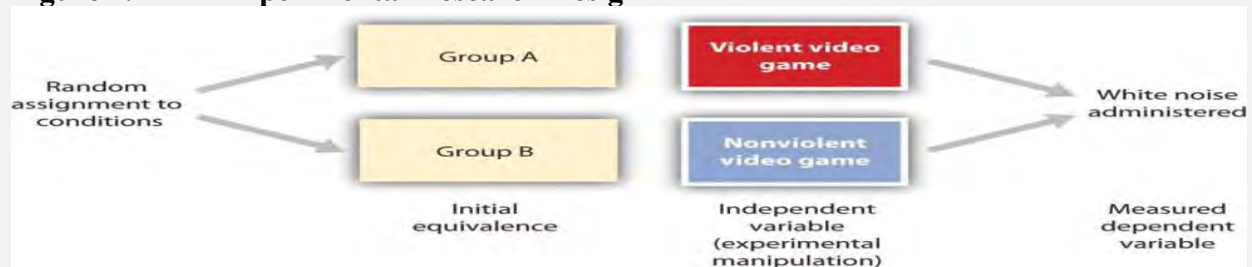 Random
assignment to
conditions
Group A
Group B
Initial
equivalence
Violent video
game
Nonviolent
video game
Independent
variable
(experimental
manipulation)
White noise
administered
Measured
dependent
variable